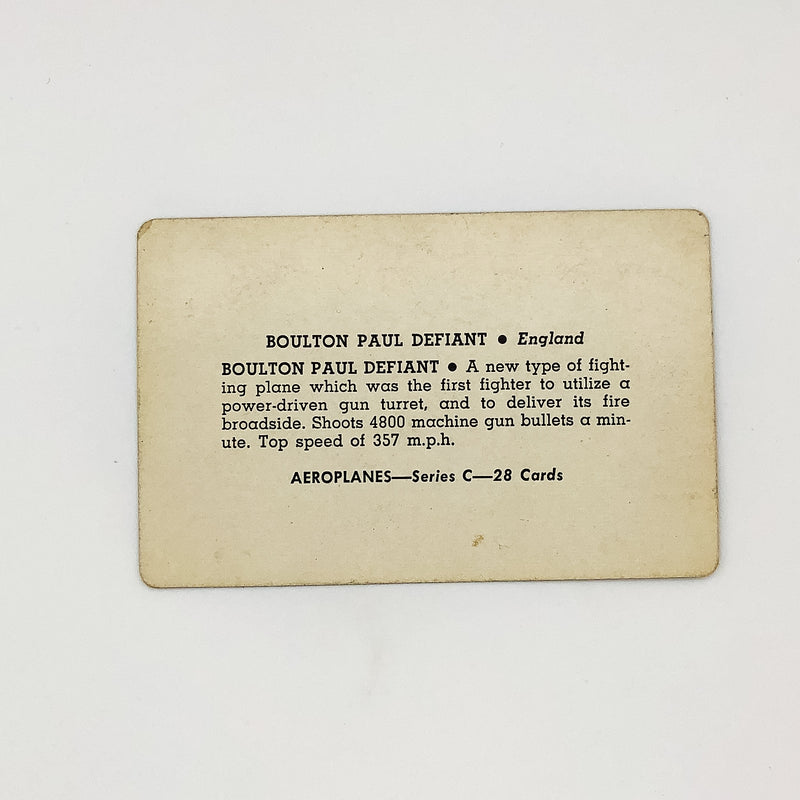 BOULTON PAUL DEFIANT ● England
BOULTON PAUL DEFIANT ● A new type of fight-
ing plane which was the first fighter to utilize a
power-driven gun turret, and to deliver its fire
broadside. Shoots 4800 machine gun bullets a min-
ute. Top speed of 357 m.p.h.
AEROPLANES—Series C—28 Cards